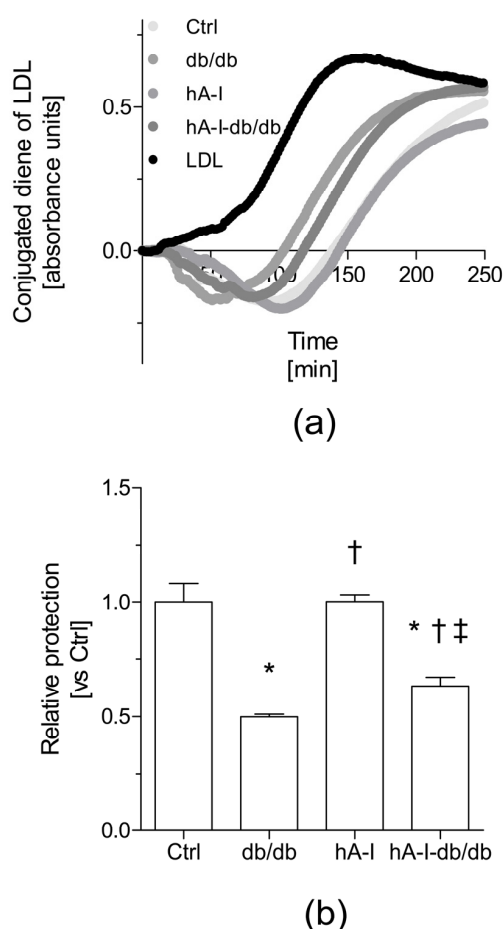 Conjugated diene of LDL
[absorbance units]
Ctrl
db/db
hA-I
hA-I-db/db
LDL
0.5
0.0
50
100
150
200
250
Time
[min]
(a)
Relative protection
[vs Ctrl]
1.5
1.0
0.5
0.0
*
†
* † ‡
Ctrl
db/db
hA-I
hA-I-db/db
(b)